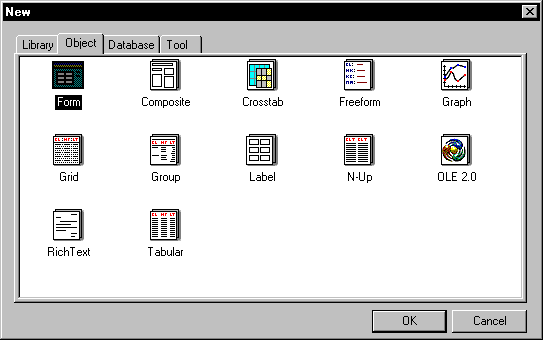 New
Library Object Database Tool
Form Composite Crosstab Freeform Graph
Grid Group Label N-Up OLE 2.0
RichText Tabular
OK Cancel